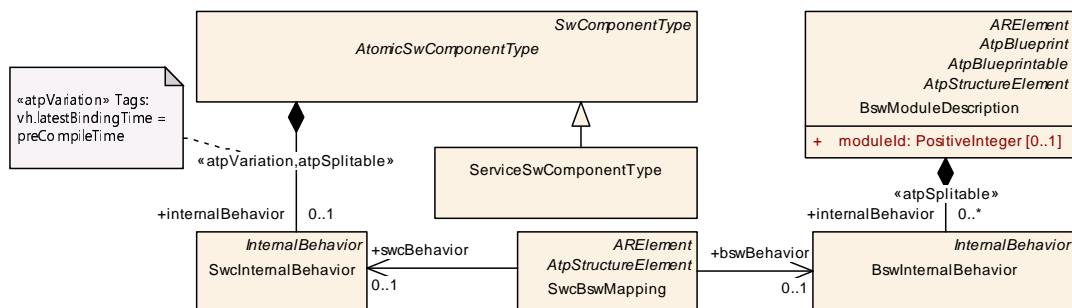 SwComponentType
AtomicSwComponentType
ARElement
AtpBlueprint
AtpBlueprintable
AtpStructureElement
BswModuleDescription
+ moduleId: PositiveInteger [0..1]
«atpVariation» Tags:
vh.latestBindingTime =
preCompileTime
«atpVariation,atpSplitable»
ServiceSwComponentType
«atpSplitable»
+internalBehavior 0..1
+internalBehavior 0..*
InternalBehavior
SwcInternalBehavior
+swcBehavior
0..1
ARElement
AtpStructureElement
SwcBswMapping
+bswBehavior
0..1
InternalBehavior
BswInternalBehavior